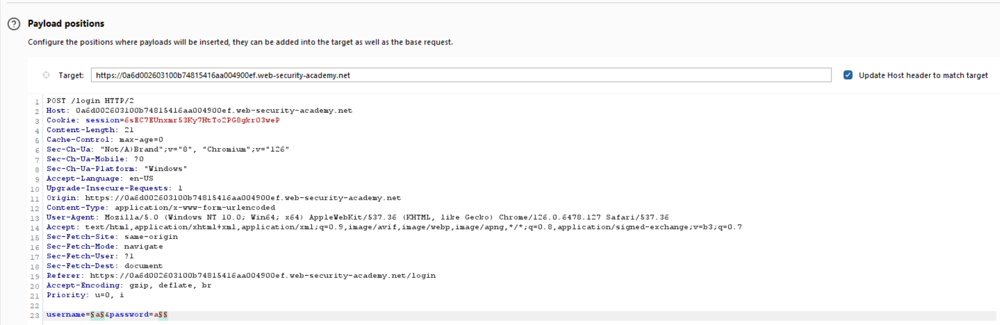 Payload positions
Configure the positions where payloads will be inserted, they can be added into the target as well as the base request.
Target: https://0a6d002603100b74815416aa004900ef.web-security-academy.net Update Host header to match target
1 POST /login HTTP/2
2 Host: 0a6d002603100b74815416aa004900ef.web-security-academy.net
3 Cookie: session=6sEC7EUnxmr53Ky7HtTo2PG8gkr03weP
4 Content-Length: 21
5 Cache-Control: max-age=0
6 Sec-Ch-Ua: "Not/A)Brand";v="8", "Chromium";v="126"
7 Sec-Ch-Ua-Mobile: ?0
8 Sec-Ch-Ua-Platform: "Windows"
9 Accept-Language: en-US
10 Upgrade-Insecure-Requests: 1
11 Origin: https://0a6d002603100b74815416aa004900ef.web-security-academy.net
12 Content-Type: application/x-www-form-urlencoded
13 User-Agent: Mozilla/5.0 (Windows NT 10.0; Win64; x64) AppleWebKit/537.36 (KHTML, like Gecko) Chrome/126.0.6478.127 Safari/537.36
14 Accept: text/html,application/xhtml+xml,application/xml;q=0.9,image/avif,image/webp,image/apng,*/*;q=0.8,application/signed-exchange;v=b3;q=0.7
15 Sec-Fetch-Site: same-origin
16 Sec-Fetch-Mode: navigate
17 Sec-Fetch-User: ?1
18 Sec-Fetch-Dest: document
19 Referer: https://0a6d002603100b74815416aa004900ef.web-security-academy.net/login
20 Accept-Encoding: gzip, deflate, br
21 Priority: u=0, i
22
23 username=§a§&password=a§§